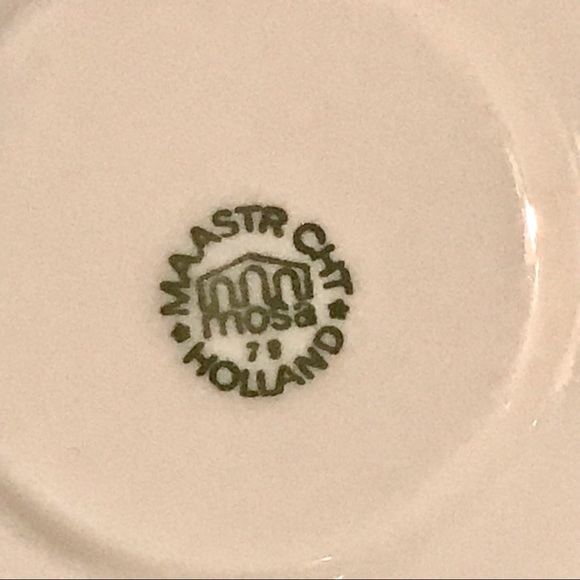 MAASTR CHT
mosa
79
HOLLAND